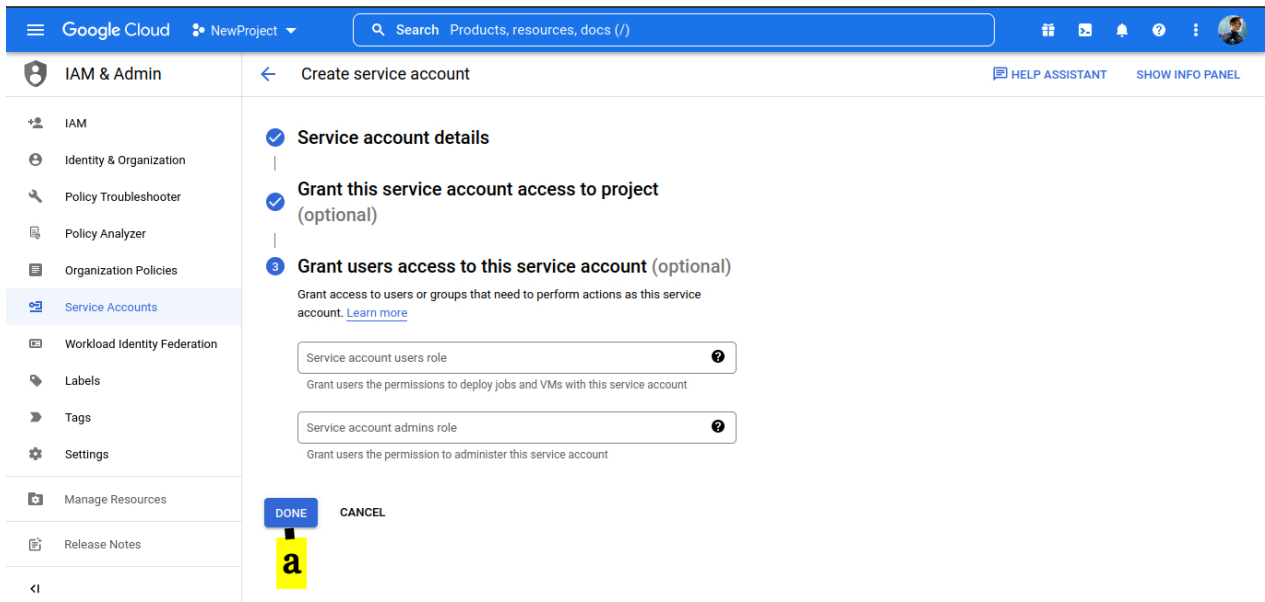 Google Cloud NewProject Search Products, resources, docs (/)
IAM & Admin
IAM
Identity & Organization
Policy Troubleshooter
Policy Analyzer
Organization Policies
Service Accounts
Workload Identity Federation
Labels
Tags
Settings
Manage Resources
Release Notes
Create service account HELP ASSISTANT SHOW INFO PANEL
Service account details
Grant this service account access to project
(optional)
3 Grant users access to this service account (optional)
Grant access to users or groups that need to perform actions as this service
account. Learn more
Service account users role
Grant users the permissions to deploy jobs and VMs with this service account
Service account admins role
Grant users the permission to administer this service account
DONE CANCEL
a